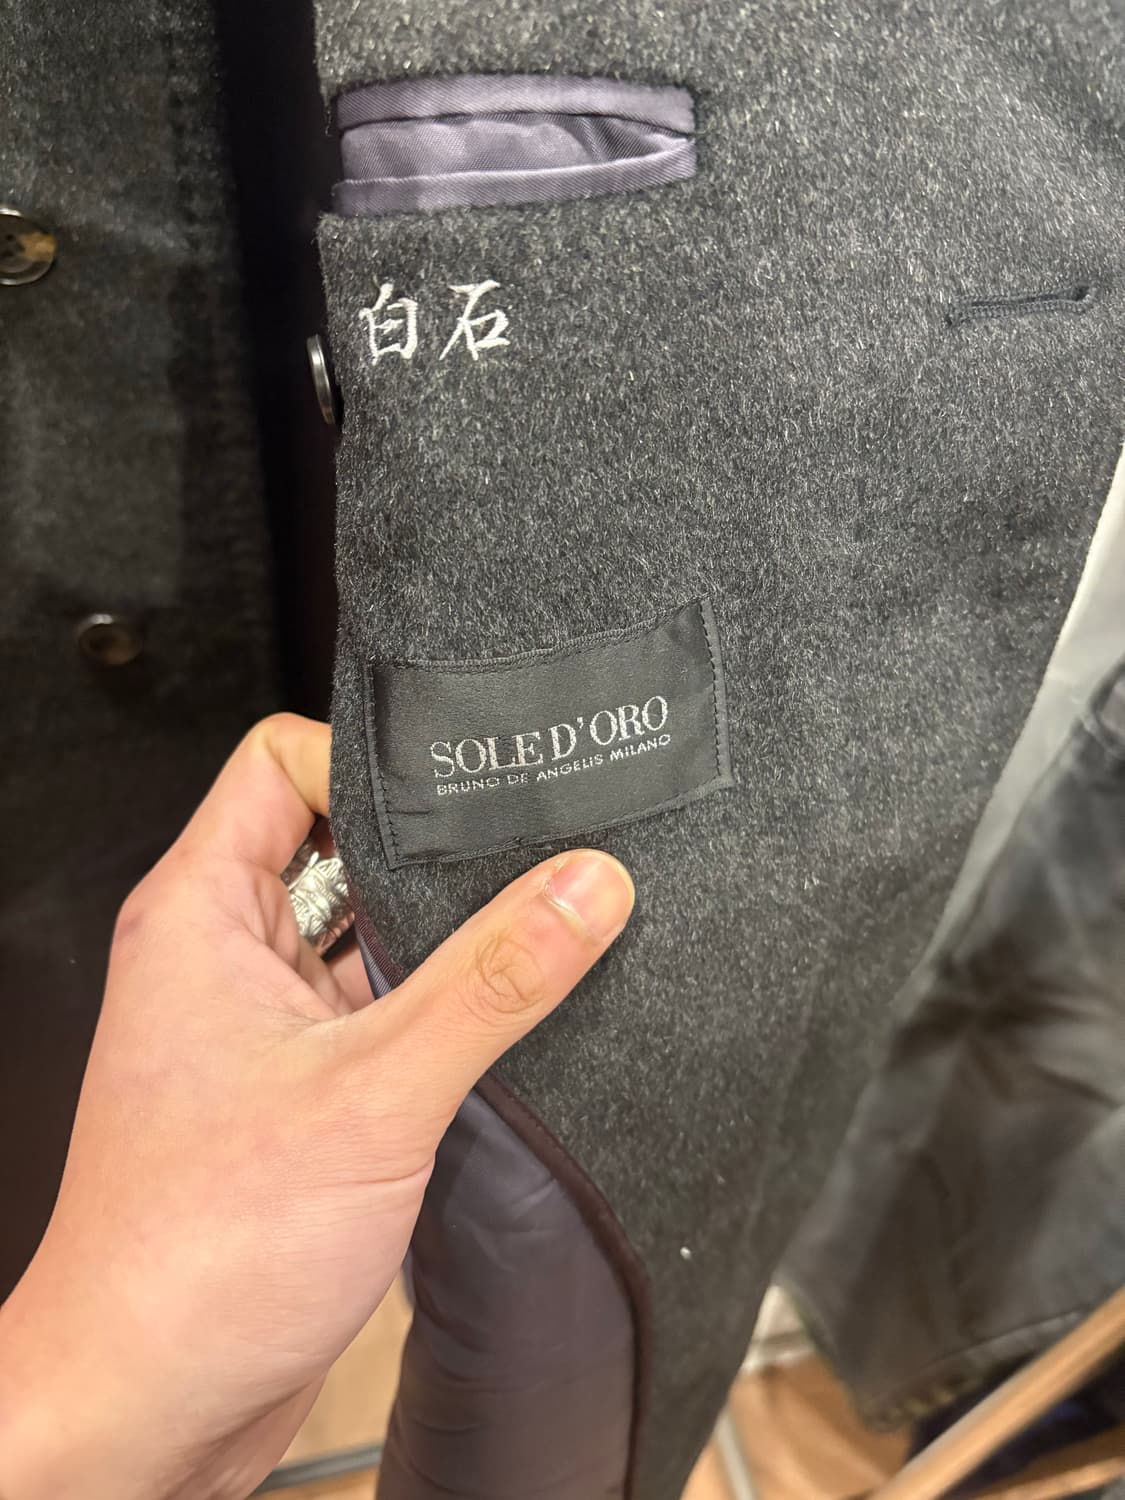 白石
SOLE D'ORO
BRUNO DE ANGELIS MILANO